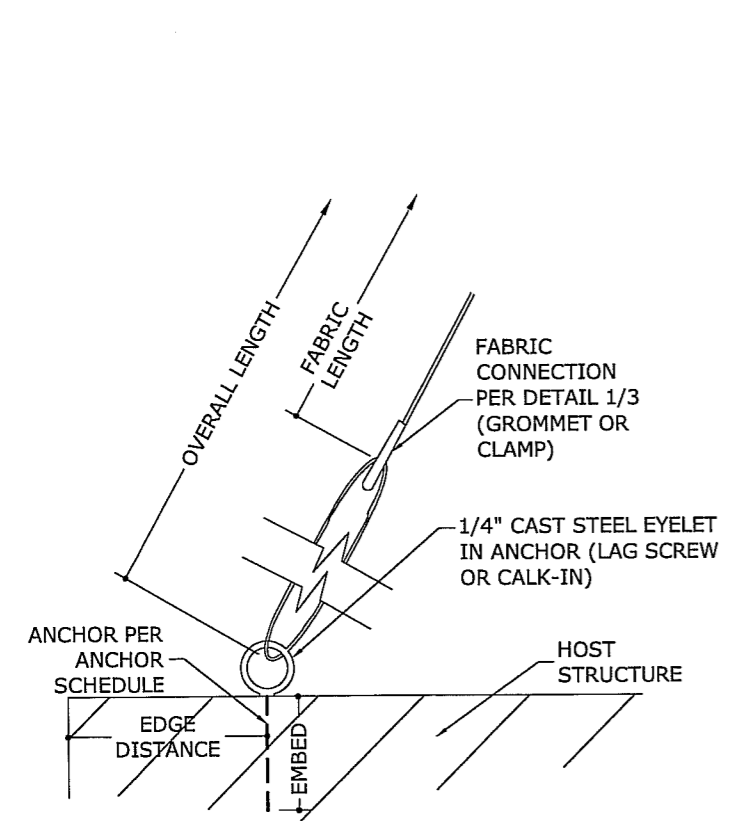 OVERALL LENGTH
FABRIC
LENGTH
FABRIC
CONNECTION
PER DETAIL 1/3
(GROMMET OR
CLAMP)
1/4" CAST STEEL EYELET
IN ANCHOR (LAG SCREW
OR CALK-IN)
ANCHOR PER
ANCHOR
SCHEDULE
HOST
STRUCTURE
EDGE
DISTANCE
EMBED